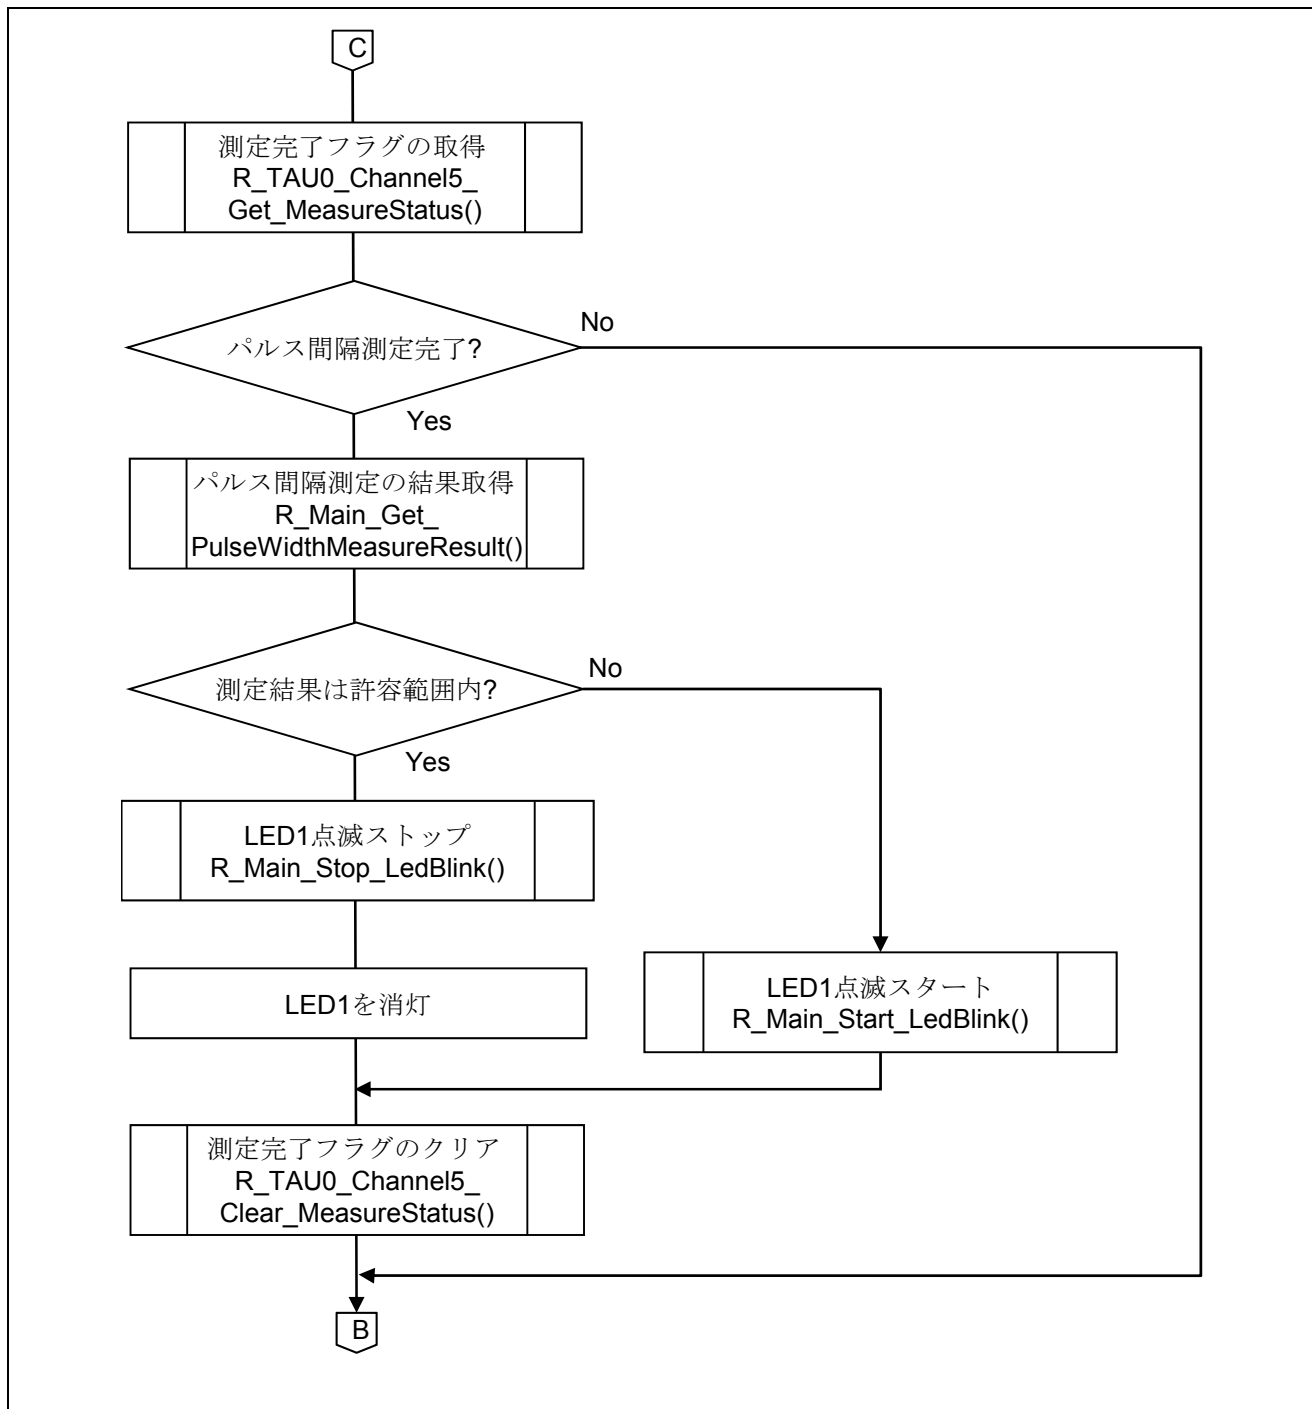 C
測定完了フラグの取得
R_TAU0_Channel5_
Get_MeasureStatus()
パルス間隔測定完了?
No
Yes
パルス間隔測定の結果取得
R_Main_Get_
PulseWidthMeasureResult()
測定結果は許容範囲内?
No
Yes
LED1点滅ストップ
R_Main_Stop_LedBlink()
LED1を消灯
LED1点滅スタート
R_Main_Start_LedBlink()
測定完了フラグのクリア
R_TAU0_Channel5_
Clear_MeasureStatus()
B